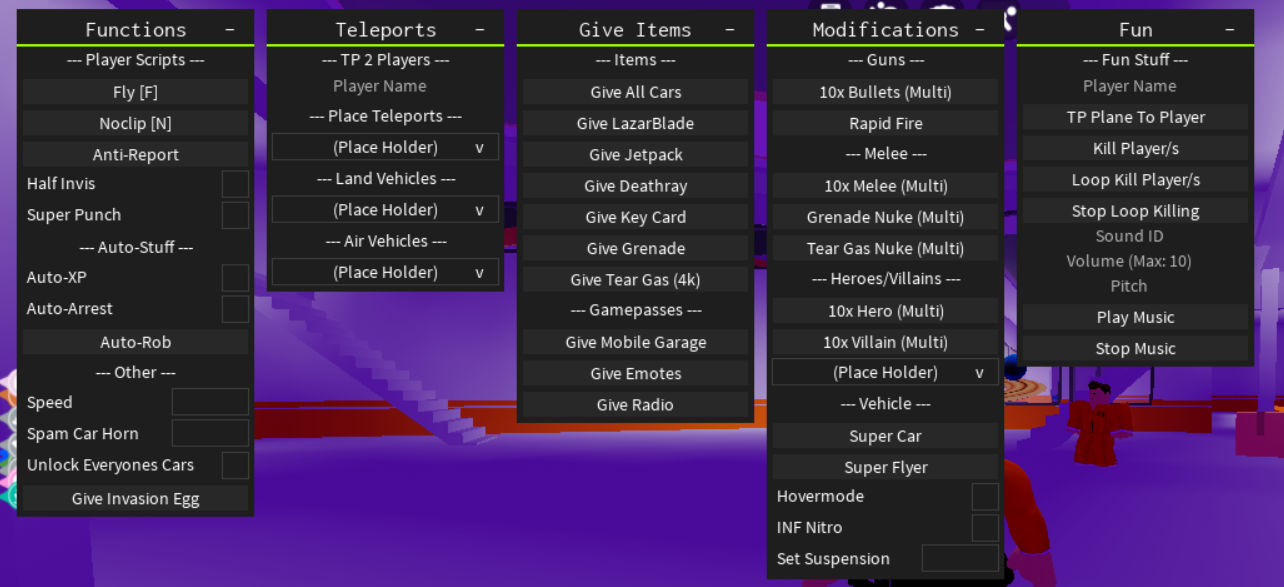 Functions -
--- Player Scripts ---
Fly [F]
Noclip [N]
Anti-Report
Half Invis
Super Punch
--- Auto-Stuff ---
Auto-XP
Auto-Arrest
Auto-Rob
--- Other ---
Speed
Spam Car Horn
Unlock Everyones Cars
Give Invasion Egg
Teleports -
--- TP 2 Players ---
Player Name
--- Place Teleports ---
(Place Holder) v
--- Land Vehicles ---
(Place Holder) v
--- Air Vehicles ---
(Place Holder) v
Give Items -
--- Items ---
Give All Cars
Give LazarBlade
Give Jetpack
Give Deathray
Give Key Card
Give Grenade
Give Tear Gas (4k)
--- Gamepasses ---
Give Mobile Garage
Give Emotes
Give Radio
Modifications -
--- Guns ---
10x Bullets (Multi)
Rapid Fire
--- Melee ---
10x Melee (Multi)
Grenade Nuke (Multi)
Tear Gas Nuke (Multi)
--- Heroes/Villains ---
10x Hero (Multi)
10x Villain (Multi)
(Place Holder) v
--- Vehicle ---
Super Car
Super Flyer
Hovermode
INF Nitro
Set Suspension
Fun -
--- Fun Stuff ---
Player Name
TP Plane To Player
Kill Player/s
Loop Kill Player/s
Stop Loop Killing
Sound ID
Volume (Max: 10)
Pitch
Play Music
Stop Music